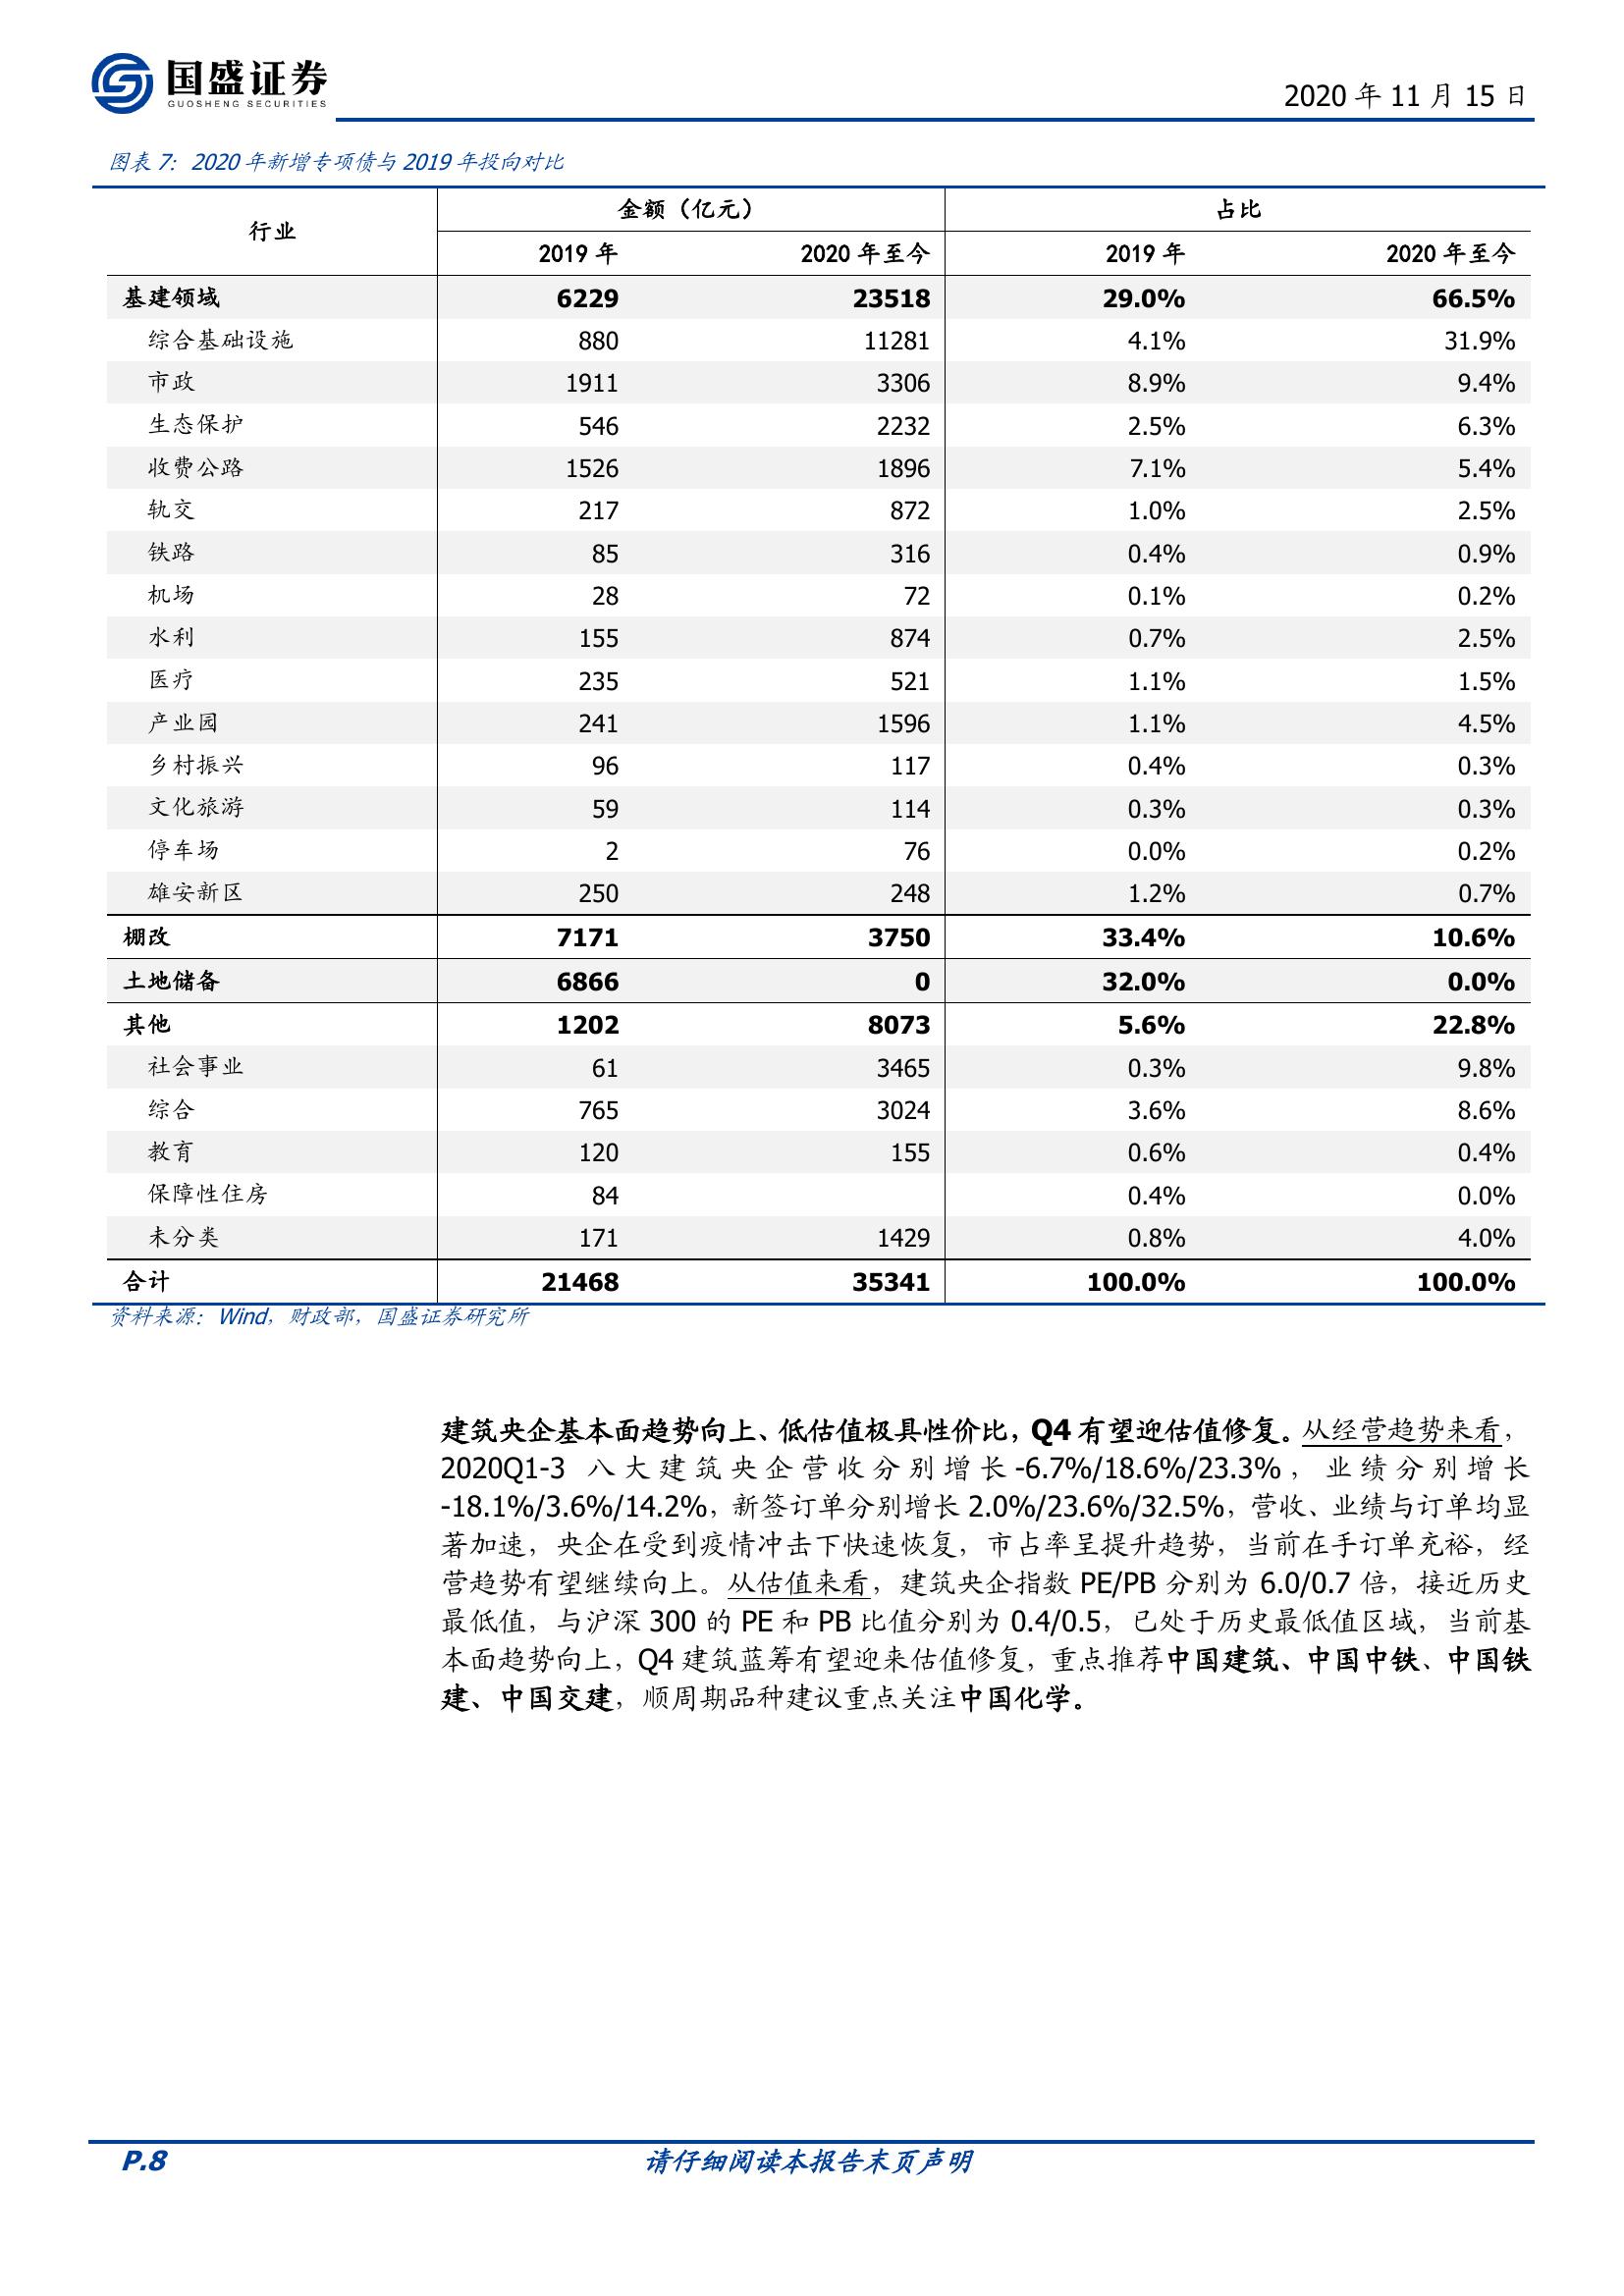 国盛证券
GUOSHENG SECURITIES
2020 年 11 月 15 日
图表 7：2020 年新增专项债与 2019 年投向对比
行业 金额（亿元） 占比
2019 年 2020 年至今 2019 年 2020 年至今
基建领域 6229 23518 29.0% 66.5%
综合基础设施 880 11281 4.1% 31.9%
市政 1911 3306 8.9% 9.4%
生态保护 546 2232 2.5% 6.3%
收费公路 1526 1896 7.1% 5.4%
轨交 217 872 1.0% 2.5%
铁路 85 316 0.4% 0.9%
机场 28 72 0.1% 0.2%
水利 155 874 0.7% 2.5%
医疗 235 521 1.1% 1.5%
产业园 241 1596 1.1% 4.5%
乡村振兴 96 117 0.4% 0.3%
文化旅游 59 114 0.3% 0.3%
停车场 2 76 0.0% 0.2%
雄安新区 250 248 1.2% 0.7%
棚改 7171 3750 33.4% 10.6%
土地储备 6866 0 32.0% 0.0%
其他 1202 8073 5.6% 22.8%
社会事业 61 3465 0.3% 9.8%
综合 765 3024 3.6% 8.6%
教育 120 155 0.6% 0.4%
保障性住房 84 0.4% 0.0%
未分类 171 1429 0.8% 4.0%
合计 21468 35341 100.0% 100.0%
资料来源：Wind，财政部，国盛证券研究所
建筑央企基本面趋势向上、低估值极具性价比，Q4 有望迎估值修复。从经营趋势来看，
2020Q1-3 八大建筑央企营收分别增长-6.7%/18.6%/23.3%，业绩分别增长
-18.1%/3.6%/14.2%，新签订单分别增长 2.0%/23.6%/32.5%，营收、业绩与订单均显
著加速，央企在受到疫情冲击下快速恢复，市占率呈提升趋势，当前在手订单充裕，经
营趋势有望继续向上。从估值来看，建筑央企指数 PE/PB 分别为 6.0/0.7 倍，接近历史
最低值，与沪深 300 的 PE 和 PB 比值分别为 0.4/0.5，已处于历史最低值区域，当前基
本面趋势向上，Q4 建筑蓝筹有望迎来估值修复，重点推荐中国建筑、中国中铁、中国铁
建、中国交建，顺周期品种建议重点关注中国化学。
P.8 请仔细阅读本报告末页声明